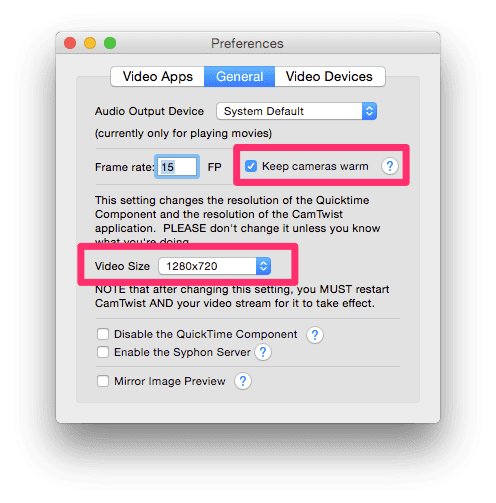 Preferences
Video Apps General Video Devices
Audio Output Device System Default
(currently only for playing movies)
Frame rate: 15 FP Keep cameras warm ?
This setting changes the resolution of the Quicktime
Component and the resolution of the CamTwist
application. PLEASE don't change it unless you know
what you're doing.
Video Size 1280x720
NOTE that after changing this setting, you MUST restart
CamTwist AND your video stream for it to take effect.
Disable the QuickTime Component ?
Enable the Syphon Server ?
Mirror Image Preview ?